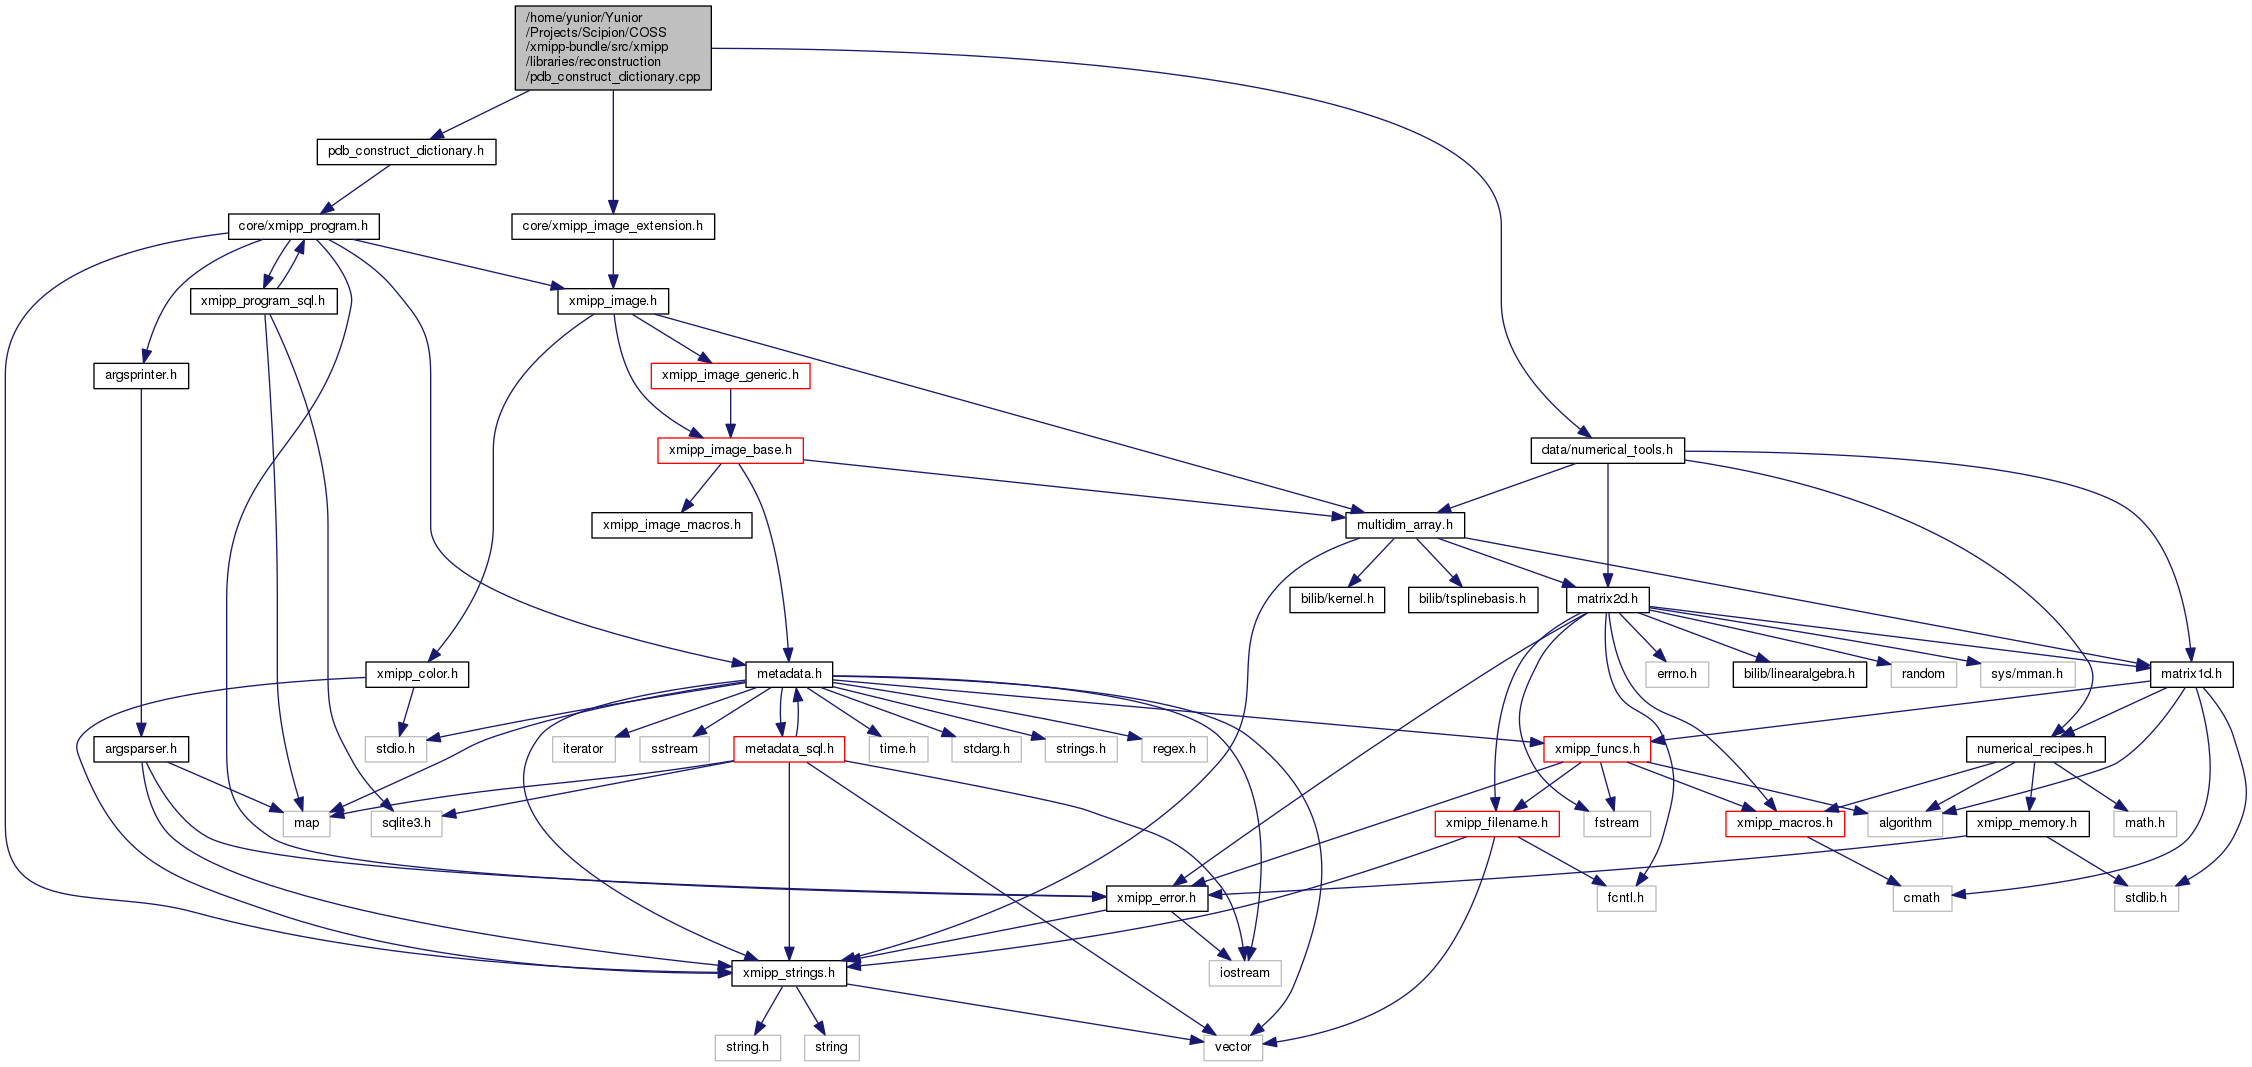 /home/yunior/Yunior
/Projects/Scipion/COSS
/xmipp-bundle/src/xmipp
/libraries/reconstruction
/pdb_construct_dictionary.cpp
pdb_construct_dictionary.h
core/xmipp_program.h
core/xmipp_image_extension.h
xmipp_program_sql.h
xmipp_image.h
argsprinter.h
xmipp_image_generic.h
xmipp_image_base.h
data/numerical_tools.h
xmipp_image_macros.h
multidim_array.h
bilib/kernel.h
bilib/tsplinebasis.h
matrix2d.h
xmipp_color.h
metadata.h
errno.h
bilib/linearalgebra.h
random
sys/mman.h
matrix1d.h
argsparser.h
stdio.h
iterator
sstream
metadata_sql.h
time.h
stdarg.h
strings.h
regex.h
xmipp_funcs.h
numerical_recipes.h
map
sqlite3.h
xmipp_filename.h
fstream
xmipp_macros.h
algorithm
xmipp_memory.h
math.h
xmipp_error.h
fcntl.h
cmath
stdlib.h
xmipp_strings.h
iostream
string.h
string
vector